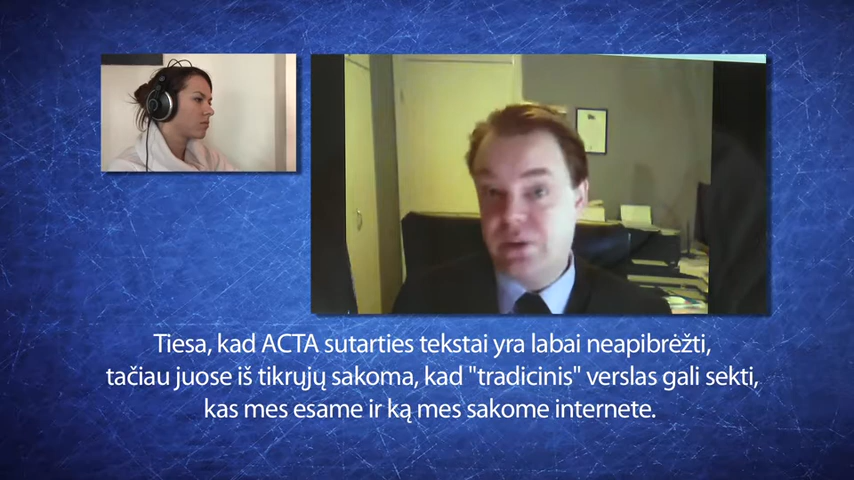 Tiesa, kad ACTA sutarties tekstai yra labai neapibrėžti,
tačiau juose iš tikrųjų sakoma, kad "tradicinis" verslas gali sekti,
kas mes esame ir ką mes sakome internete.